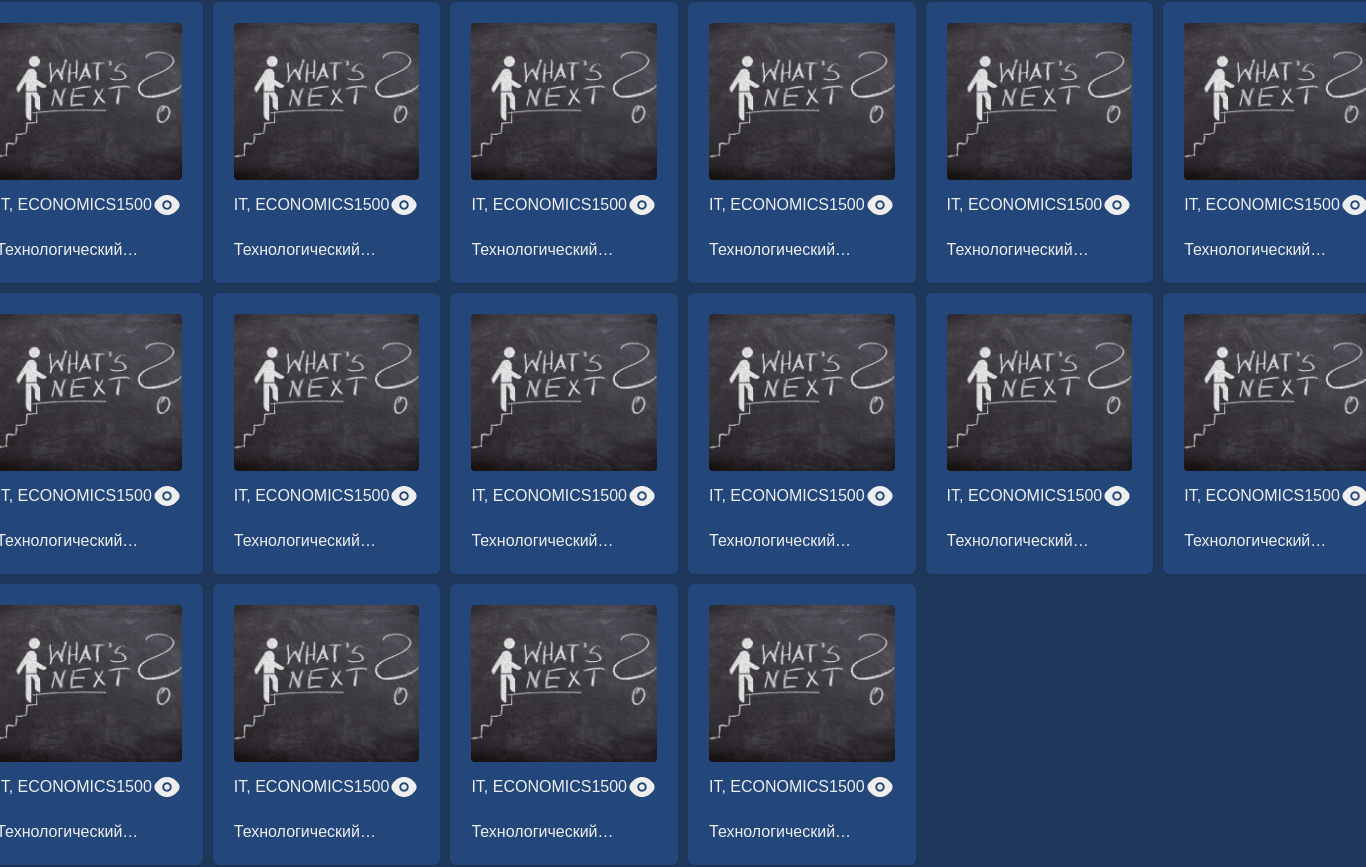 WHAT'S WHAT'S WHAT'S WHAT'S WHAT'S WHAT'S
NEXT NEXT NEXT NEXT NEXT NEXT
T, ECONOMICS1500 IT, ECONOMICS1500 IT, ECONOMICS1500 IT, ECONOMICS1500 IT, ECONOMICS1500 IT, ECONOMICS1500
Технологический… Технологический… Технологический… Технологический… Технологический… Технологический…
WHAT'S WHAT'S WHAT'S WHAT'S WHAT'S WHAT'S
NEXT NEXT NEXT NEXT NEXT NEXT
T, ECONOMICS1500 IT, ECONOMICS1500 IT, ECONOMICS1500 IT, ECONOMICS1500 IT, ECONOMICS1500 IT, ECONOMICS1500
Технологический… Технологический… Технологический… Технологический… Технологический… Технологический…
WHAT'S WHAT'S WHAT'S WHAT'S
NEXT NEXT NEXT NEXT
T, ECONOMICS1500 IT, ECONOMICS1500 IT, ECONOMICS1500 IT, ECONOMICS1500
Технологический… Технологический… Технологический… Технологический…